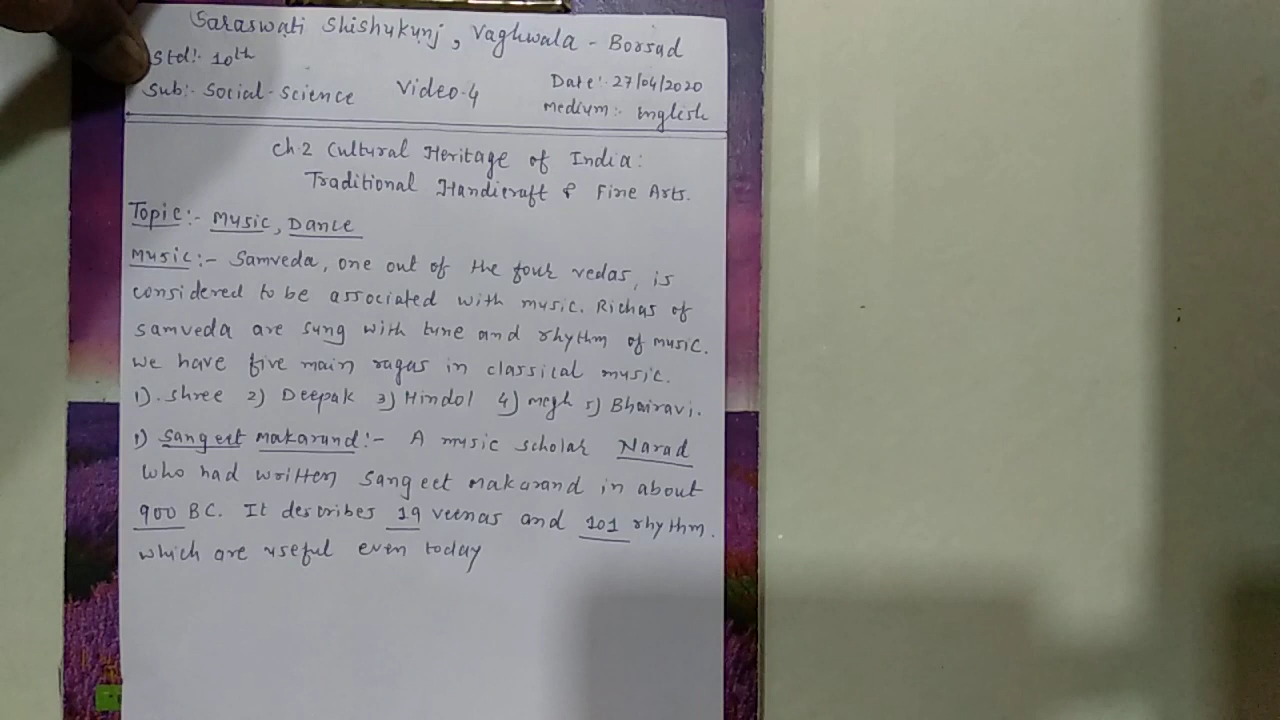 Saraswati Shishukunj, Vaghwala - Borsad
Std:- 10th
Date:- 27/04/2020
Sub:- Social-Science Video-4
Medium:- English
Ch.2 Cultural Heritage of India:
Traditional Handicraft & Fine Arts.
Topic:- Music, Dance
Music:- Samveda, one out of the four vedas, is
considered to be associated with music. Richas of
samveda are sung with tune and rhythm of music.
we have five main ragas in classical music.
1). Shree 2) Deepak 3) Hindol 4) megh 5) Bhairavi.
1) Sangeet Makarand:- A music scholar Narad
who had written Sangeet Makarand in about
900 BC. It describes 19 veenas and 101 rhythm.
which are useful even today